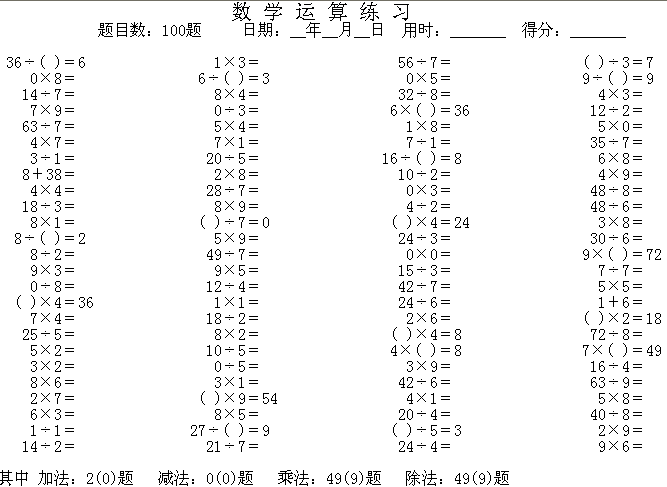 数 学 运 算 练 习
题目数: 100题 日期: __年__月__日 用时: ______ 得分: ______
36÷( )=6 1×3= 56÷7= ( )÷3=7
0×8= 6÷( )=3 0×5= 9÷( )=9
14÷7= 8×4= 32÷8= 4×3=
7×9= 0÷3= 6×( )=36 12÷2=
63÷7= 5×4= 1×8= 5×0=
4×7= 7×1= 7÷1= 35÷7=
3÷1= 20÷5= 16÷( )=8 6×8=
8+38= 2×8= 10÷2= 4×9=
4×4= 28÷7= 0×3= 48÷8=
18÷3= 8×9= 4÷2= 48÷6=
8×1= ( )÷7=0 ( )×4=24 3×8=
8÷( )=2 5×9= 24÷3= 30÷6=
8÷2= 49÷7= 0×0= 9×( )=72
9×3= 9×5= 15÷3= 7÷7=
0÷8= 12÷4= 42÷7= 5×5=
( )×4=36 1×1= 24÷6= 1+6=
7×4= 18÷2= 2×6= ( )×2=18
25÷5= 8×2= ( )×4=8 72÷8=
5×2= 10÷5= 4×( )=8 7×( )=49
3×2= 0÷5= 3×9= 16÷4=
8×6= 3×1= 42÷6= 63÷9=
2×7= ( )×9=54 4×1= 5×8=
6×3= 8×5= 20÷4= 40÷8=
1÷1= 27÷( )=9 ( )÷5=3 2×9=
14÷2= 21÷7= 24÷4= 9×6=
其中 加法: 2(0)题 减法: 0(0)题 乘法: 49(9)题 除法: 49(9)题